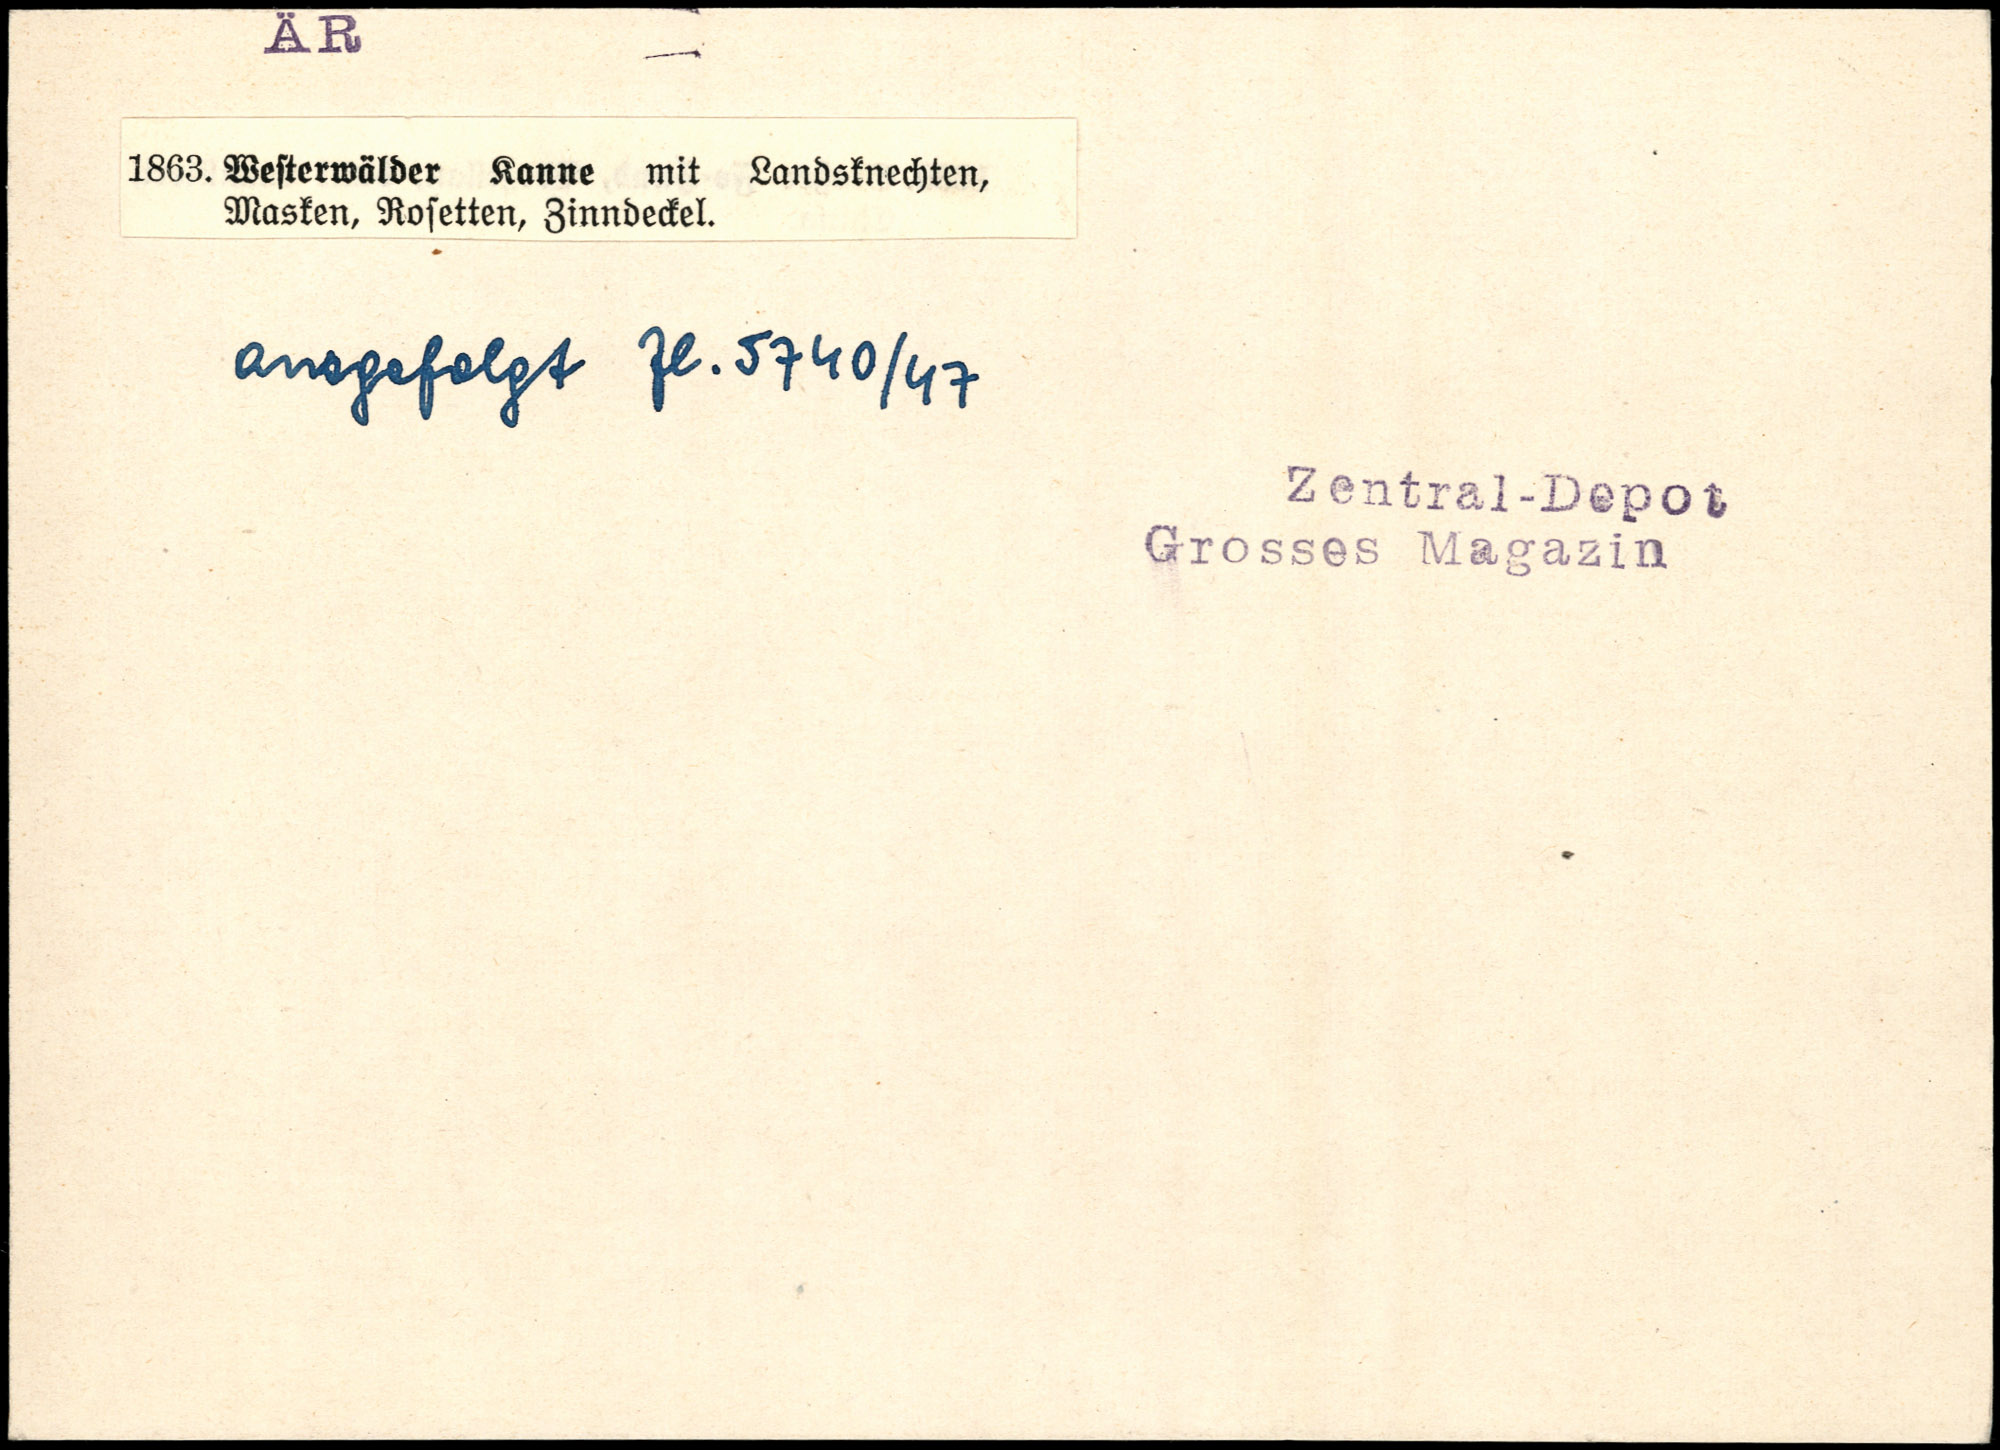 ÄR
1863. Westerwälder Kanne mit Landsknechten,
Masken, Rosetten, Zinndeckel.
ausgefolgt Zl. 5740/47
Zentral-Depot
Grosses Magazin